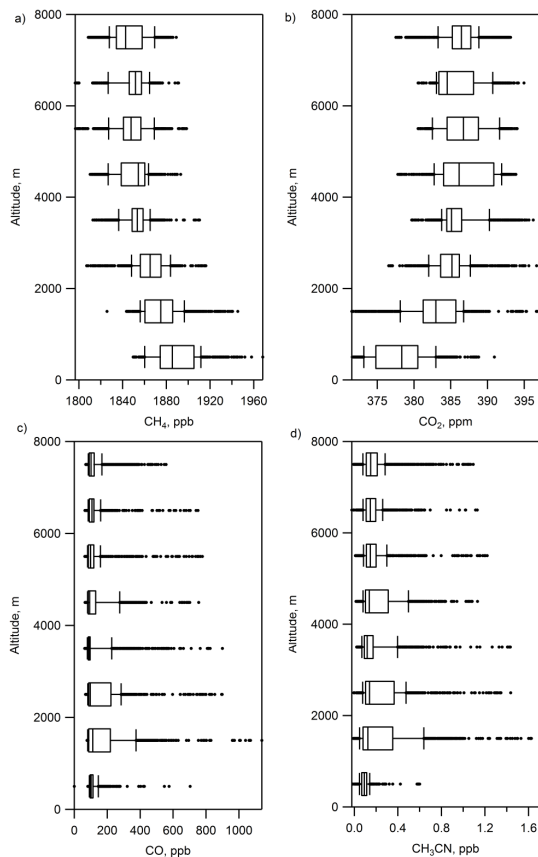 a)
8000
6000
4000
2000
0
Altitude, m
1800 1840 1880 1920 1960
CH₄, ppb
b)
8000
6000
4000
2000
0
Altitude, m
375 380 385 390 395
CO₂, ppm
c)
8000
6000
4000
2000
0
Altitude, m
0 200 400 600 800 1000
CO, ppb
d)
8000
6000
4000
2000
0
Altitude, m
0.0 0.4 0.8 1.2 1.6
CH₃CN, ppb